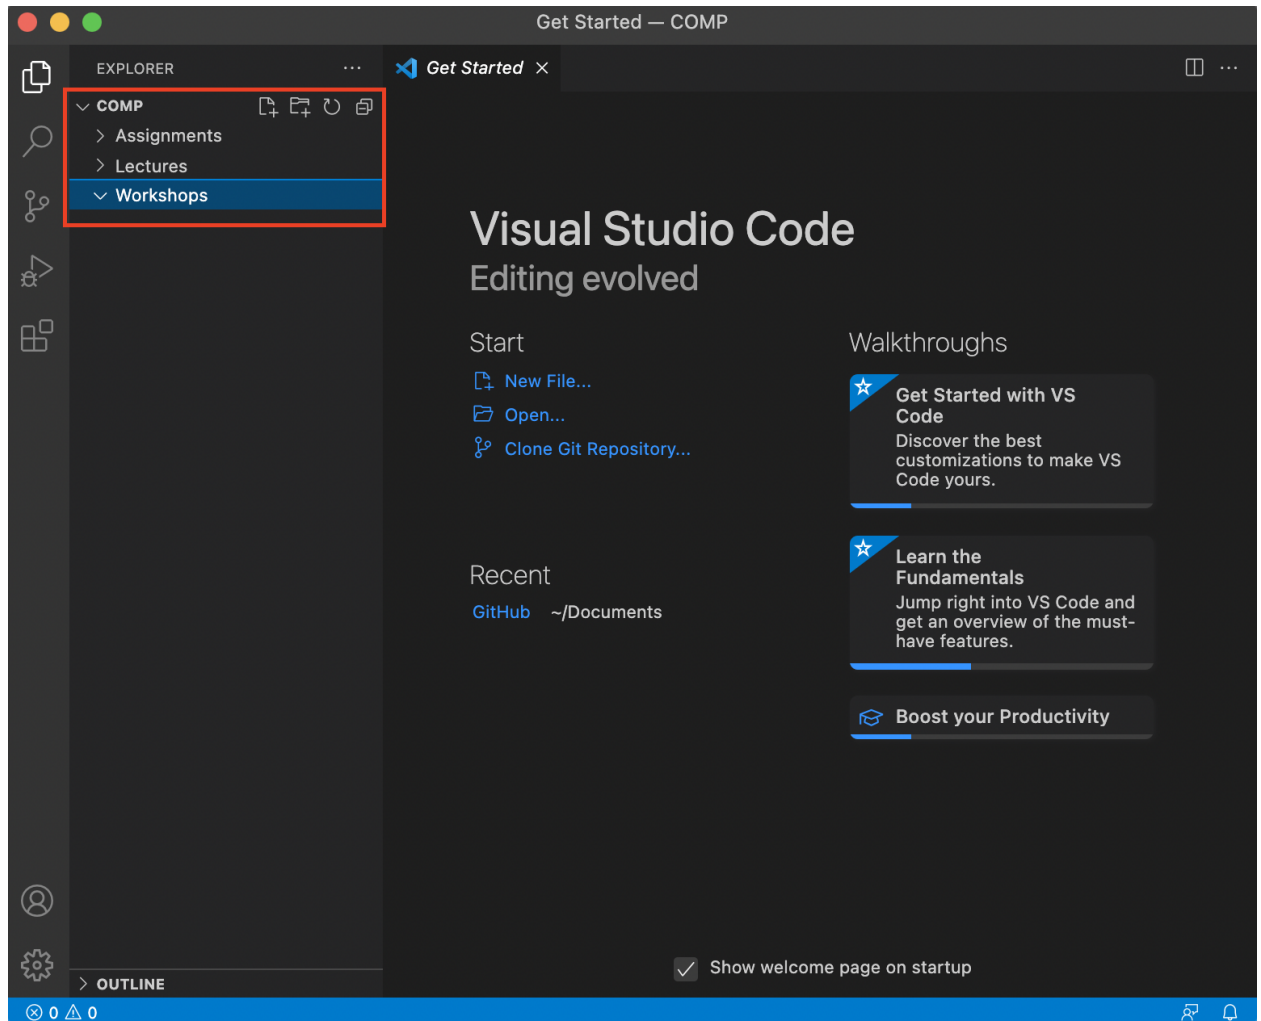 Get Started — COMP
EXPLORER
Get Started
COMP
Assignments
Lectures
Workshops
Visual Studio Code
Editing evolved
Start
New File...
Open...
Clone Git Repository...
Recent
GitHub ~/Documents
Walkthroughs
Get Started with VS
Code
Discover the best
customizations to make VS
Code yours.
Learn the
Fundamentals
Jump right into VS Code and
get an overview of the must-
have features.
Boost your Productivity
Show welcome page on startup
OUTLINE
0 0